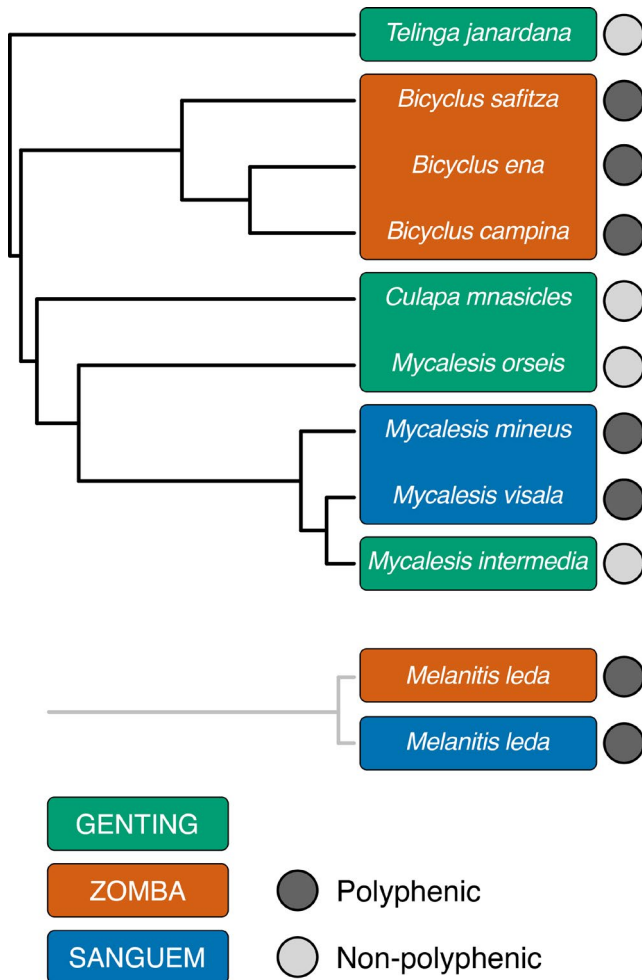 Telinga janardana
Bicyclus safitza
Bicyclus ena
Bicyclus campina
Culapa mnasicles
Mycalesis orseis
Mycalesis mineus
Mycalesis visala
Mycalesis intermedia
Melanitis leda
Melanitis leda
GENTING
ZOMBA
Polyphenic
SANGUEM
Non-polyphenic